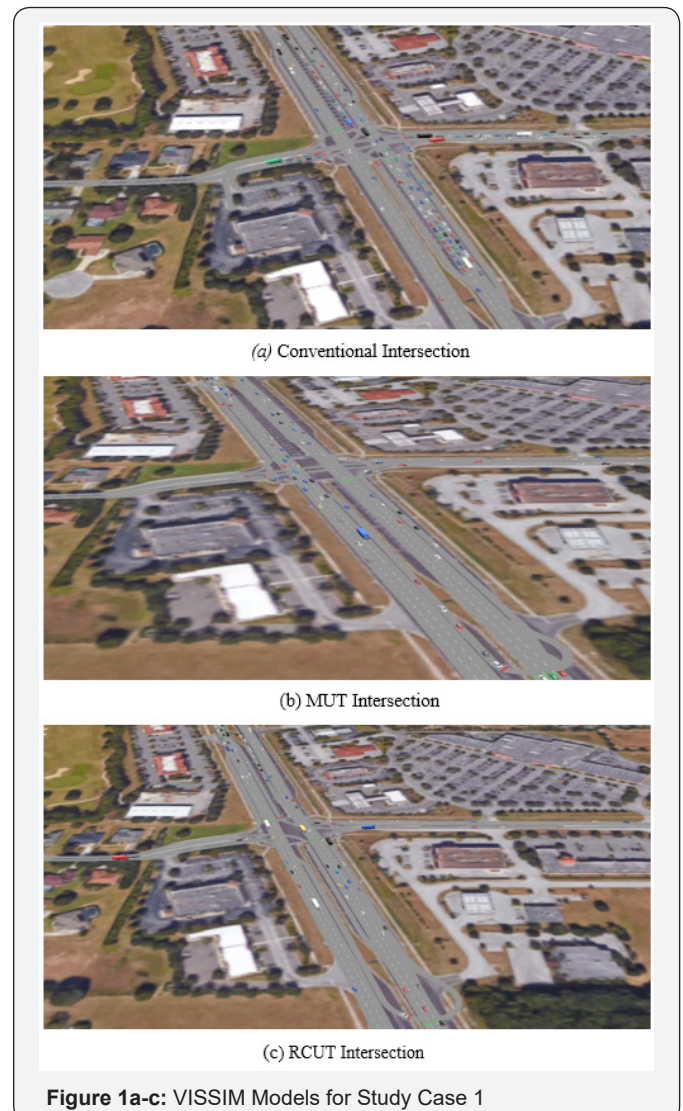 (a) Conventional Intersection
(b) MUT Intersection
(c) RCUT Intersection
Figure 1a-c: VISSIM Models for Study Case 1